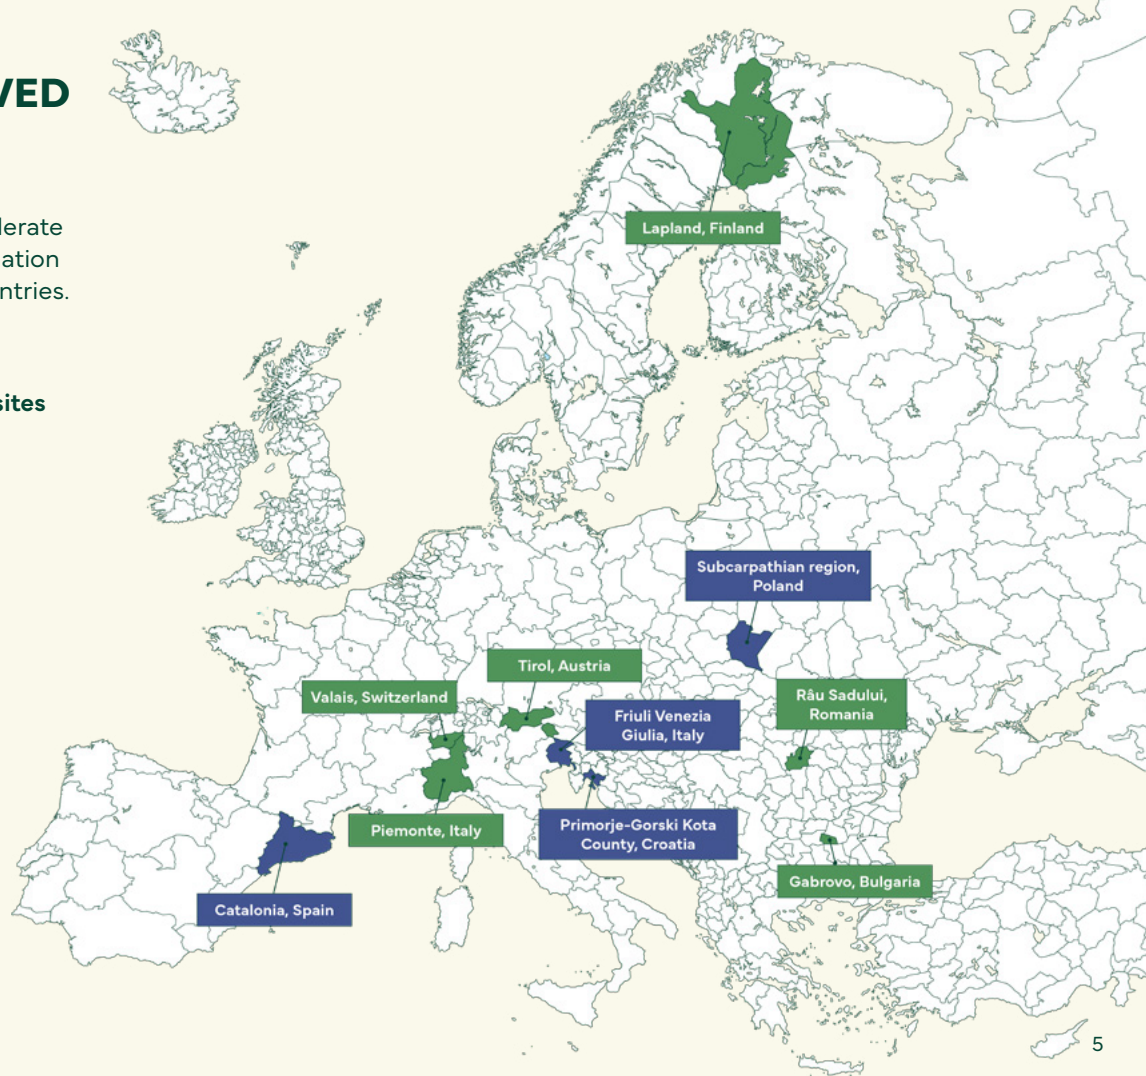 VED
lerate
ation
ntries.
sites
Lapland, Finland
Subcarpathian region,
Poland
Tirol, Austria
Valais, Switzerland
Râu Sadului,
Romania
Friuli Venezia
Giulia, Italy
Piemonte, Italy
Primorje-Gorski Kota
County, Croatia
Gabrovo, Bulgaria
Catalonia, Spain
5